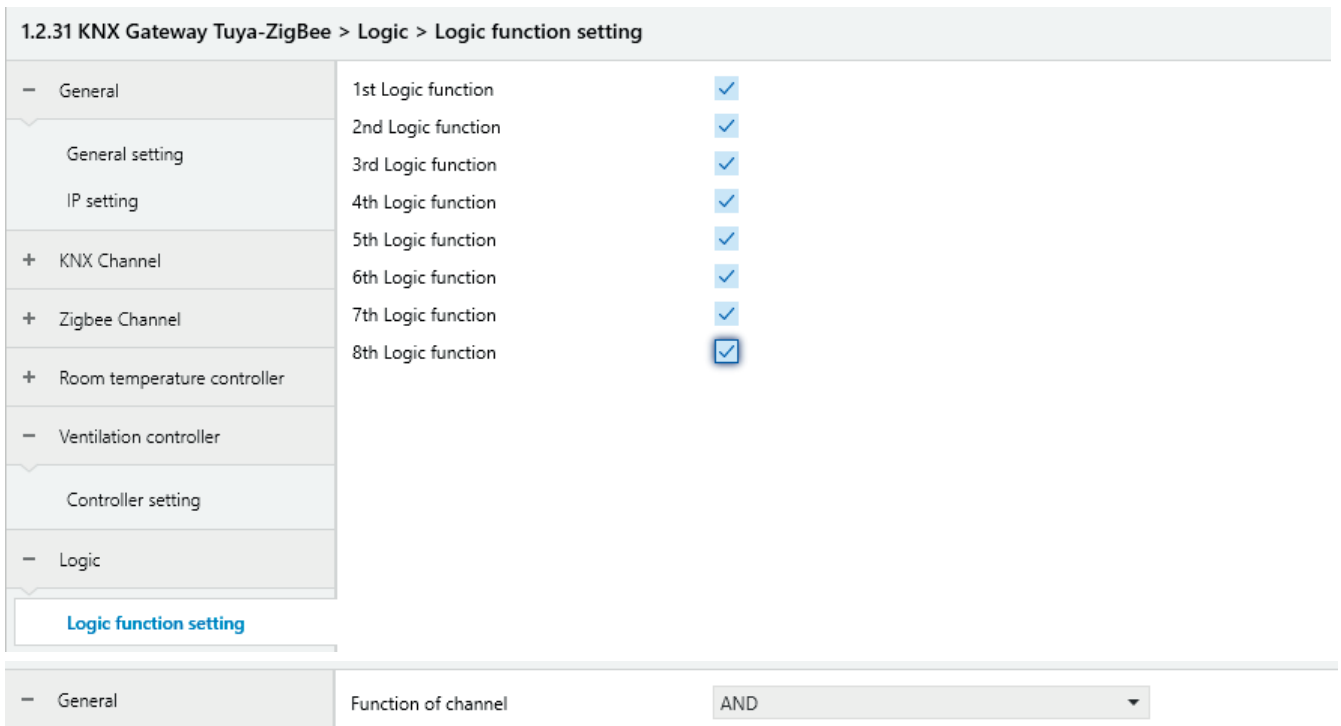 1.2.31 KNX Gateway Tuya-ZigBee > Logic > Logic function setting
General
General setting
IP setting
KNX Channel
Zigbee Channel
Room temperature controller
Ventilation controller
Controller setting
Logic
Logic function setting
1st Logic function
2nd Logic function
3rd Logic function
4th Logic function
5th Logic function
6th Logic function
7th Logic function
8th Logic function
General
Function of channel AND